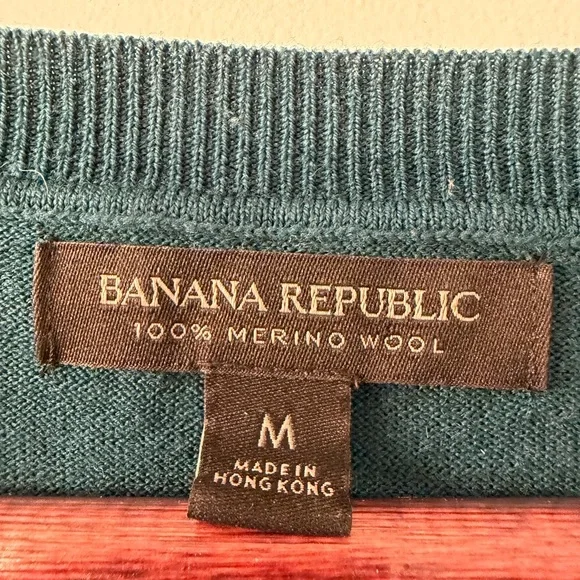 BANANA REPUBLIC
100% MERINO WOOL
M
MADE IN
HONG KONG